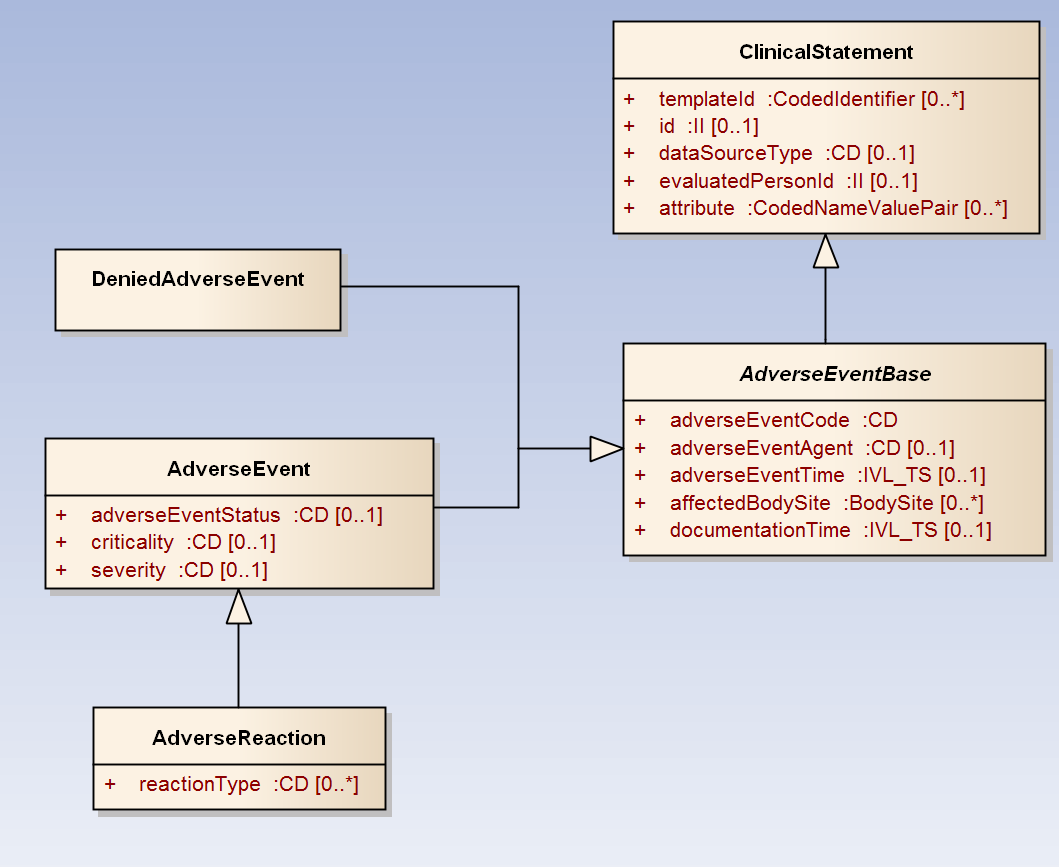 ClinicalStatement
+ templateId :CodedIdentifier [0..*]
+ id :II [0..1]
+ dataSourceType :CD [0..1]
+ evaluatedPersonId :II [0..1]
+ attribute :CodedNameValuePair [0..*]
DeniedAdverseEvent
AdverseEventBase
+ adverseEventCode :CD
+ adverseEventAgent :CD [0..1]
+ adverseEventTime :IVL_TS [0..1]
+ affectedBodySite :BodySite [0..*]
+ documentationTime :IVL_TS [0..1]
AdverseEvent
+ adverseEventStatus :CD [0..1]
+ criticality :CD [0..1]
+ severity :CD [0..1]
AdverseReaction
+ reactionType :CD [0..*]